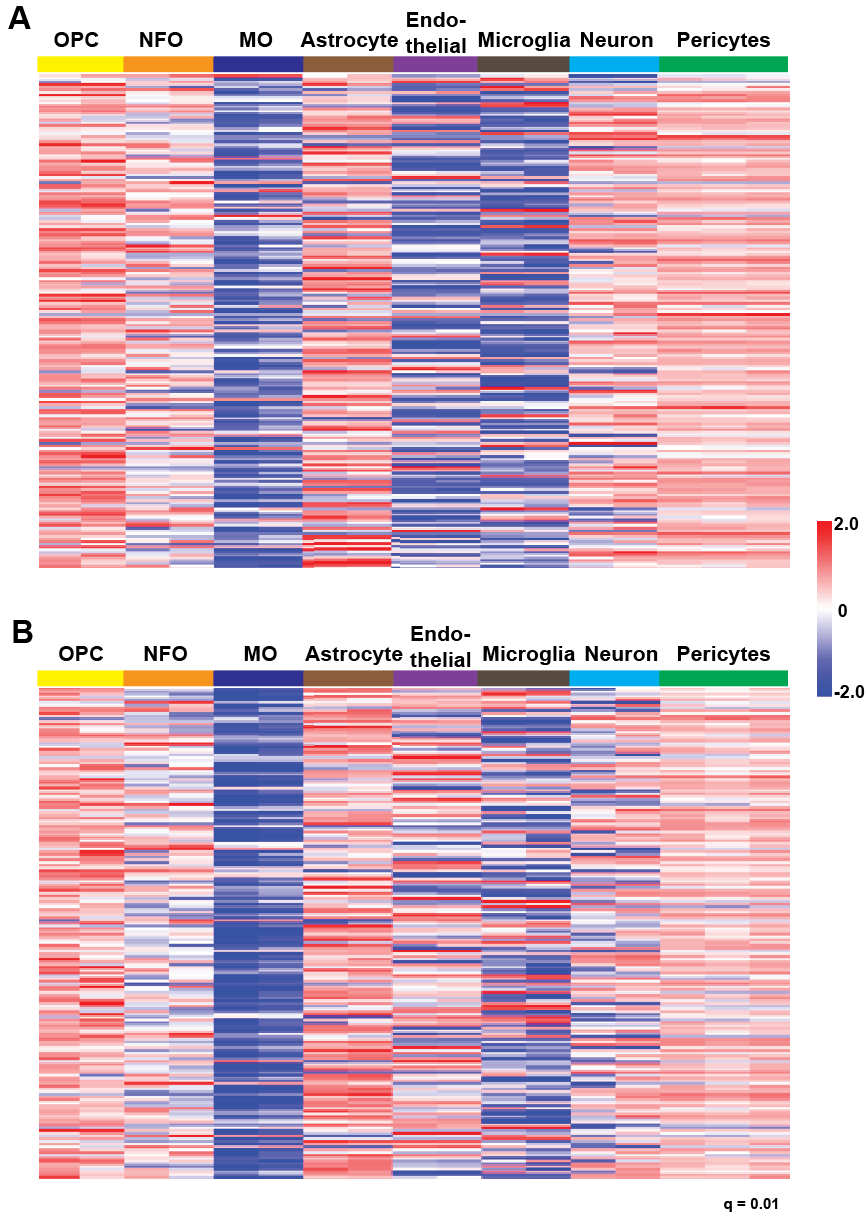 A
OPC NFO MO Astrocyte Endo-
thelial Microglia Neuron Pericytes
2.0
0
-2.0
B
OPC NFO MO Astrocyte Endo-
thelial Microglia Neuron Pericytes
q = 0.01